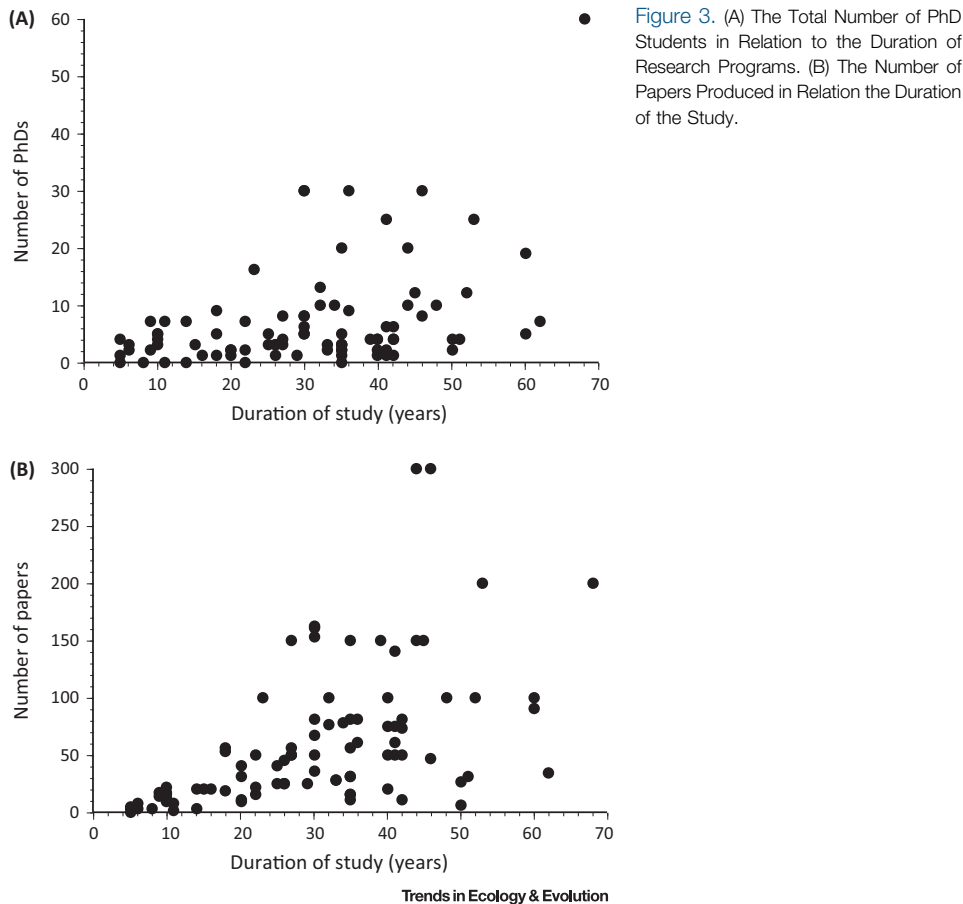 (A)
60
50
40
30
20
10
0
Number of PhDs
0 10 20 30 40 50 60 70
Duration of study (years)
Figure 3. (A) The Total Number of PhD
Students in Relation to the Duration of
Research Programs. (B) The Number of
Papers Produced in Relation the Duration
of the Study.
(B)
300
250
200
150
100
50
0
Number of papers
0 10 20 30 40 50 60 70
Duration of study (years)
Trends in Ecology & Evolution